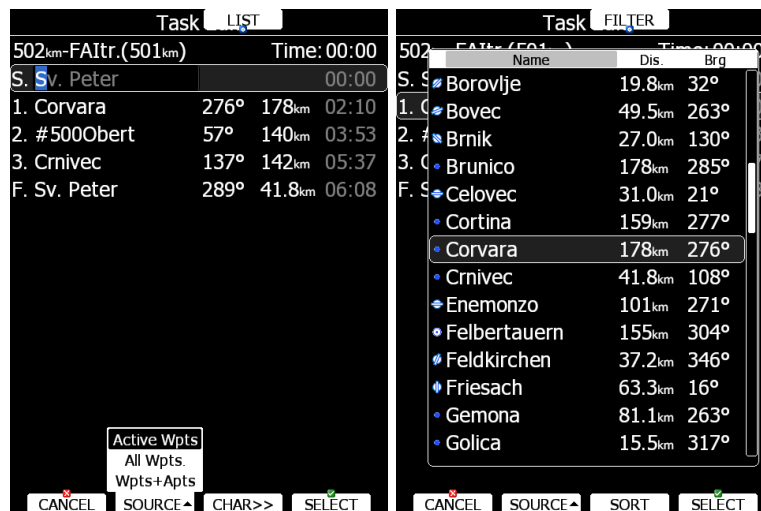 Task
LIST
502km-FAItr.(501km) Time: 00:00
S. Sv. Peter 00:00
1. Corvara 276° 178km 02:10
2. #500Obert 57° 140km 03:53
3. Crnivec 137° 142km 05:37
F. Sv. Peter 289° 41.8km 06:08
Active Wpts
All Wpts.
Wpts+Apts
CANCEL SOURCE CHAR>> SELECT
Task
FILTER
502
Name Dis. Brg
S. S
Borovlje 19.8km 32°
1.
Bovec 49.5km 263°
2. #
Brnik 27.0km 130°
3.
Brunico 178km 285°
F. S
Celovec 31.0km 21°
Cortina 159km 277°
Corvara 178km 276°
Crnivec 41.8km 108°
Enemonzo 101km 271°
Felbertauern 155km 304°
Feldkirchen 37.2km 346°
Friesach 63.3km 16°
Gemona 81.1km 263°
Golica 15.5km 317°
CANCEL SOURCE SORT SELECT